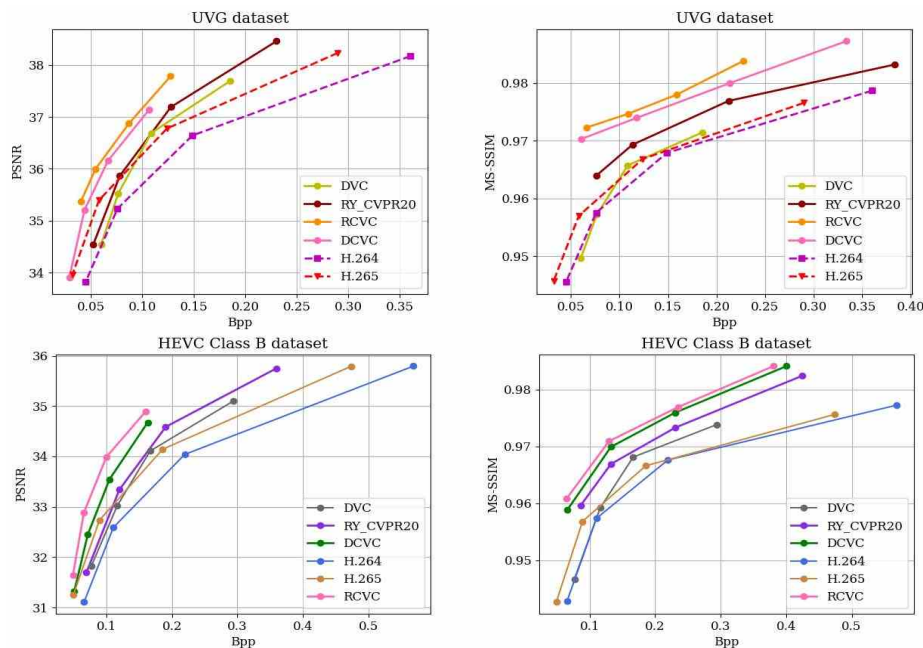 UVG dataset
38
37
36
35
34
PSNR
0.05 0.10 0.15 0.20 0.25 0.30 0.35
Bpp
DVC
RY_CVPR20
RCVC
DCVC
H.264
H.265
UVG dataset
0.98
0.97
0.96
0.95
MS-SSIM
0.05 0.10 0.15 0.20 0.25 0.30 0.35 0.40
Bpp
DVC
RY_CVPR20
RCVC
DCVC
H.264
H.265
HEVC Class B dataset
36
35
34
33
32
31
PSNR
0.1 0.2 0.3 0.4 0.5
Bpp
DVC
RY_CVPR20
DCVC
H.264
H.265
RCVC
HEVC Class B dataset
0.98
0.97
0.96
0.95
MS-SSIM
0.1 0.2 0.3 0.4 0.5
Bpp
DVC
RY_CVPR20
DCVC
H.264
H.265
RCVC